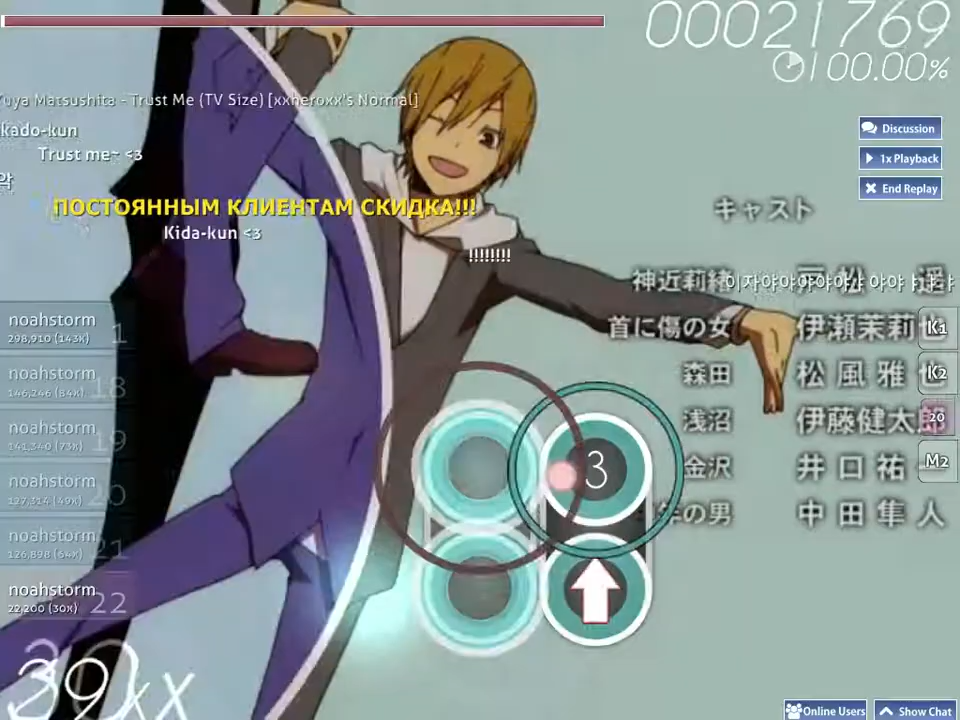 00021769
100.00%
Yuya Matsushita - Trust Me (TV Size) [xxheroxx's Normal]
kado-kun
Trust me~ <3
Discussion
1x Playback
End Replay
ПОСТОЯННЫМ КЛИЕНТАМ СКИДКА!!!
Kida-kun <3
!!!!!!!!
キャスト
神近莉緒
首に傷の女 伊瀬茉莉也
森田 松風雅也
浅沼 伊藤健太郎
金沢 井口祐一
年の男 中田隼人
K1
K2
20
M2
noahstorm
298,910 (143x) 1
noahstorm
146,246 (84x) 18
noahstorm
141,340 (73x) 19
noahstorm
127,314 (49x) 20
noahstorm
126,898 (64x) 21
noahstorm
22,200 (30x) 22
3
39x
Online Users
Show Chat